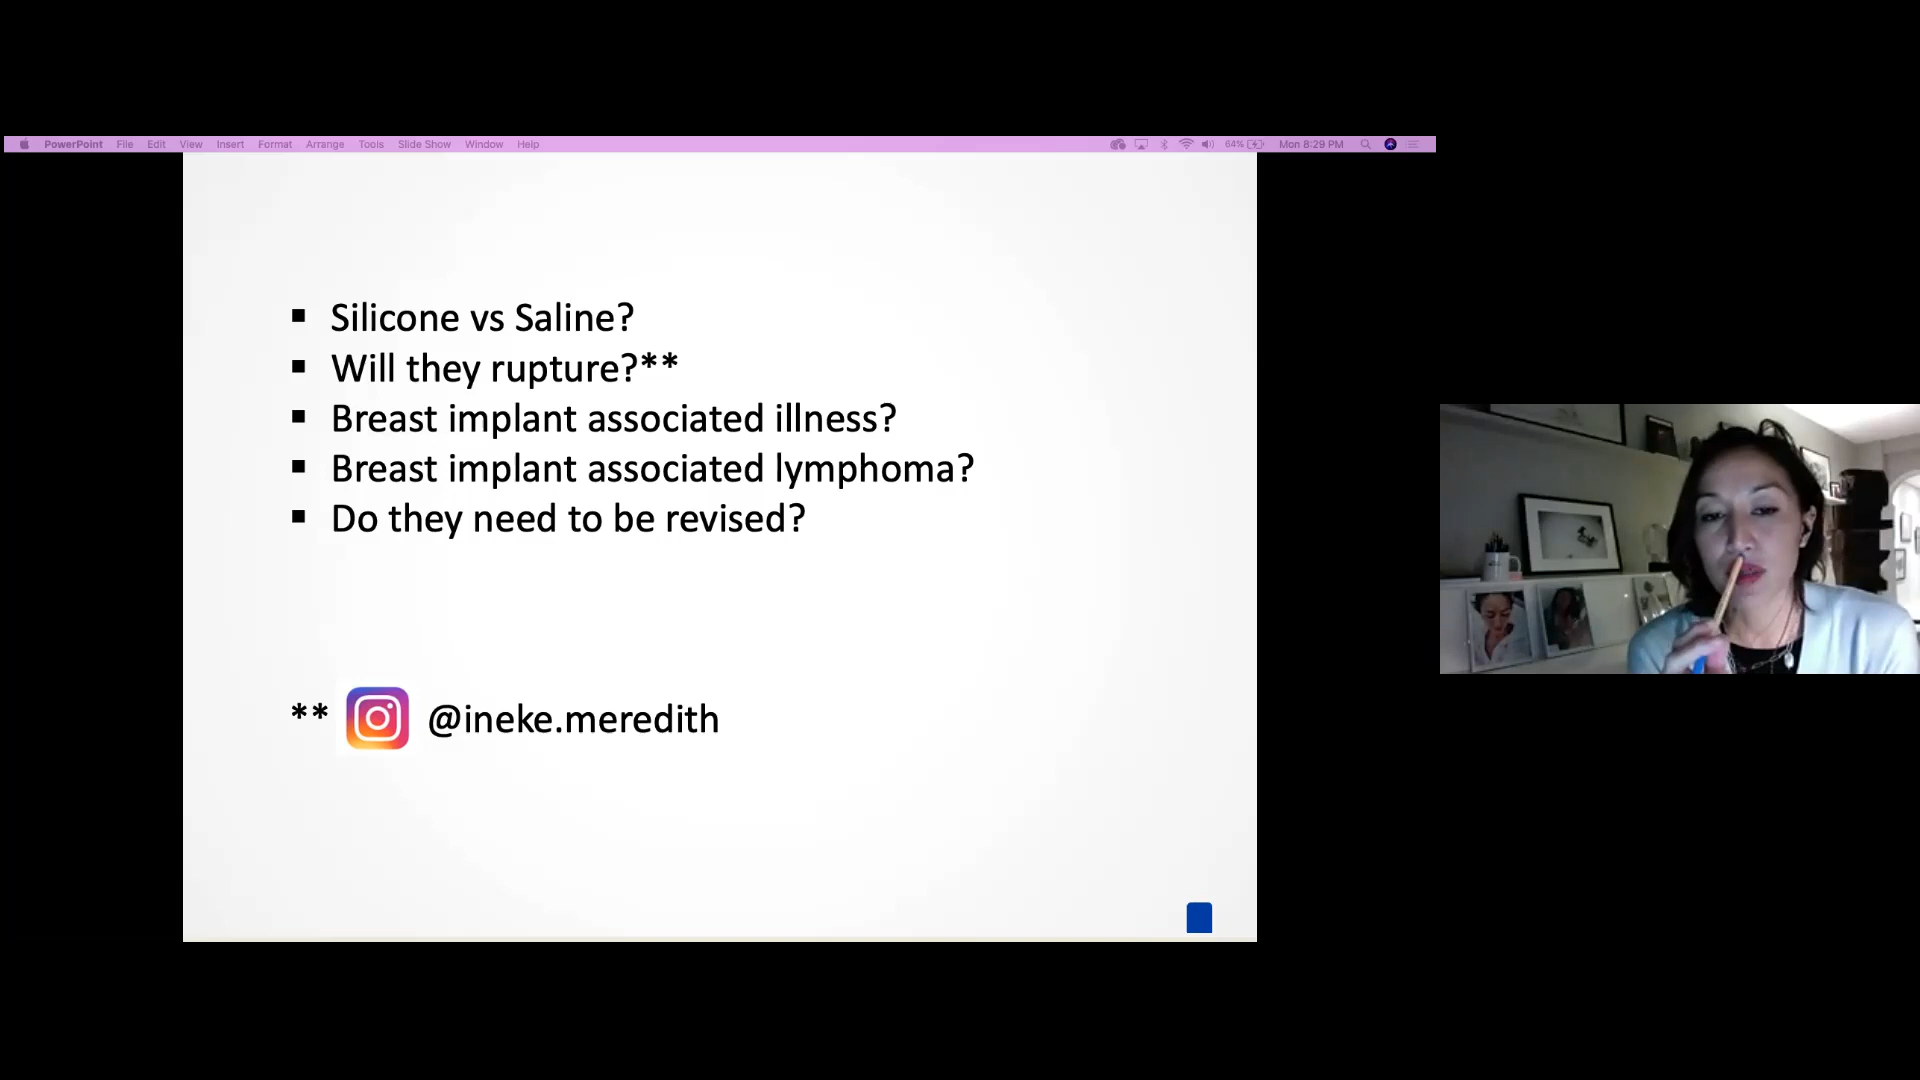 PowerPoint File Edit View Insert Format Arrange Tools Slide Show Window Help 64% Mon 8:29 PM
▪ Silicone vs Saline?
▪ Will they rupture?**
▪ Breast implant associated illness?
▪ Breast implant associated lymphoma?
▪ Do they need to be revised?
** @ineke.meredith